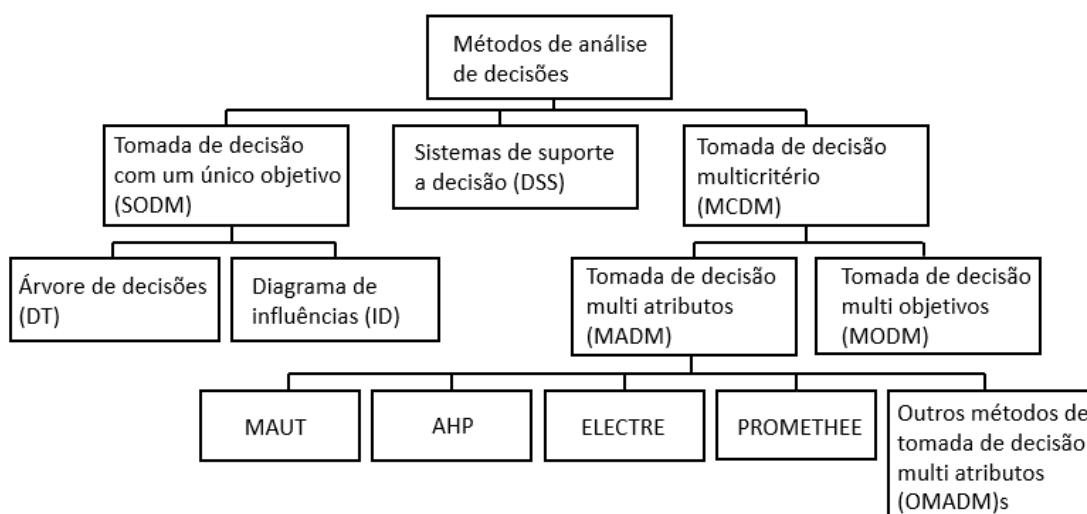 Métodos de análise
de decisões
Tomada de decisão
com um único objetivo
(SODM)
Sistemas de suporte
a decisão (DSS)
Tomada de decisão
multicritério
(MCDM)
Árvore de decisões
(DT)
Diagrama de
influências (ID)
Tomada de decisão
multi atributos
(MADM)
Tomada de decisão
multi objetivos
(MODM)
MAUT
AHP
ELECTRE
PROMETHEE
Outros métodos de
tomada de decisão
multi atributos
(OMADM)s